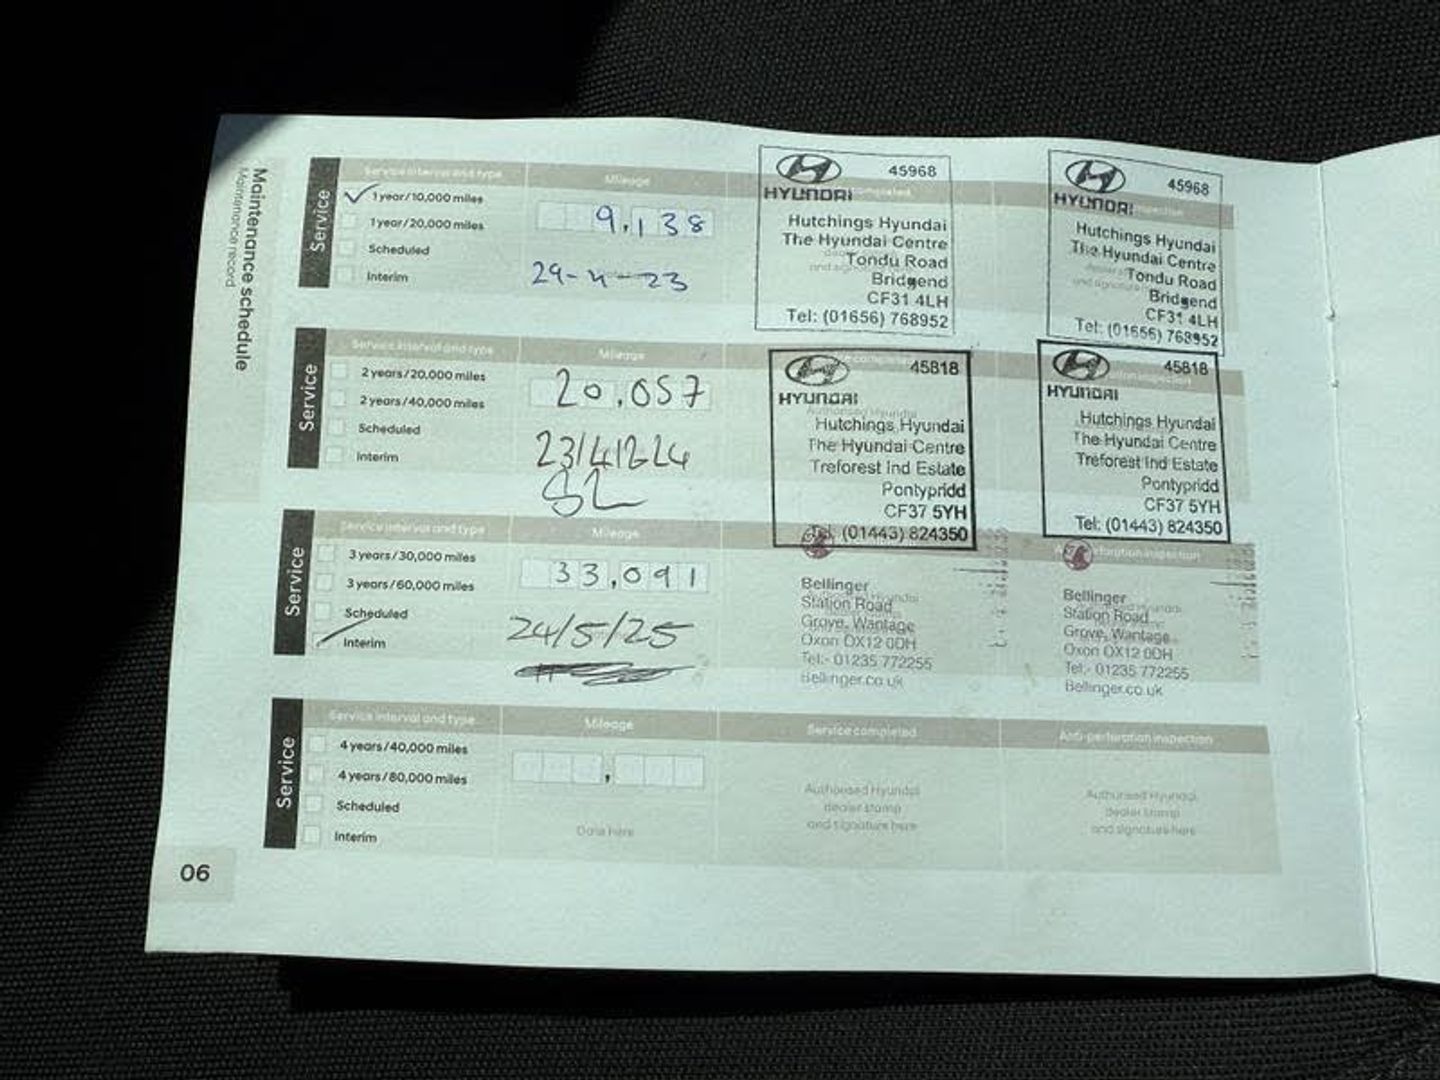 Maintenance schedule
Maintenance record
Service
Service interval and type
Mileage
1 year/10,000 miles
1 year/20,000 miles
Scheduled
Interim
9,138
29-4-23
45968
HYUNDAI
Hutchings Hyundai
The Hyundai Centre
Tondu Road
Bridgend
CF31 4LH
Tel: (01656) 768952
45968
HYUNDAI
Hutchings Hyundai
The Hyundai Centre
Tondu Road
Bridgend
CF31 4LH
Tel: (01656) 768952
Service
Service interval and type
Mileage
2 years/20,000 miles
2 years/40,000 miles
Scheduled
Interim
20,057
SL
45818
HYUNDAI
Hutchings Hyundai
The Hyundai Centre
Treforest Ind Estate
Pontypridd
CF37 5YH
Tel: (01443) 824350
45818
HYUNDAI
Hutchings Hyundai
The Hyundai Centre
Treforest Ind Estate
Pontypridd
CF37 5YH
Tel: (01443) 824350
Service
Service interval and type
Mileage
3 years/30,000 miles
3 years/60,000 miles
Scheduled
Interim
33,091
24/5/25
Bellinger
Station Road
Grove, Wantage
Oxon OX12 0DH
Tel:- 01235 772255
Bellinger.co.uk
Bellinger
Station Road
Grove, Wantage
Oxon OX12 0DH
Tel:- 01235 772255
Bellinger.co.uk
Service
Service interval and type
Mileage
Service completed
Anti-perforation inspection
4 years/40,000 miles
4 years/80,000 miles
Scheduled
Interim
Date here
Authorised Hyundai
dealer stamp
and signature here
Authorised Hyundai
dealer stamp
and signature here
06